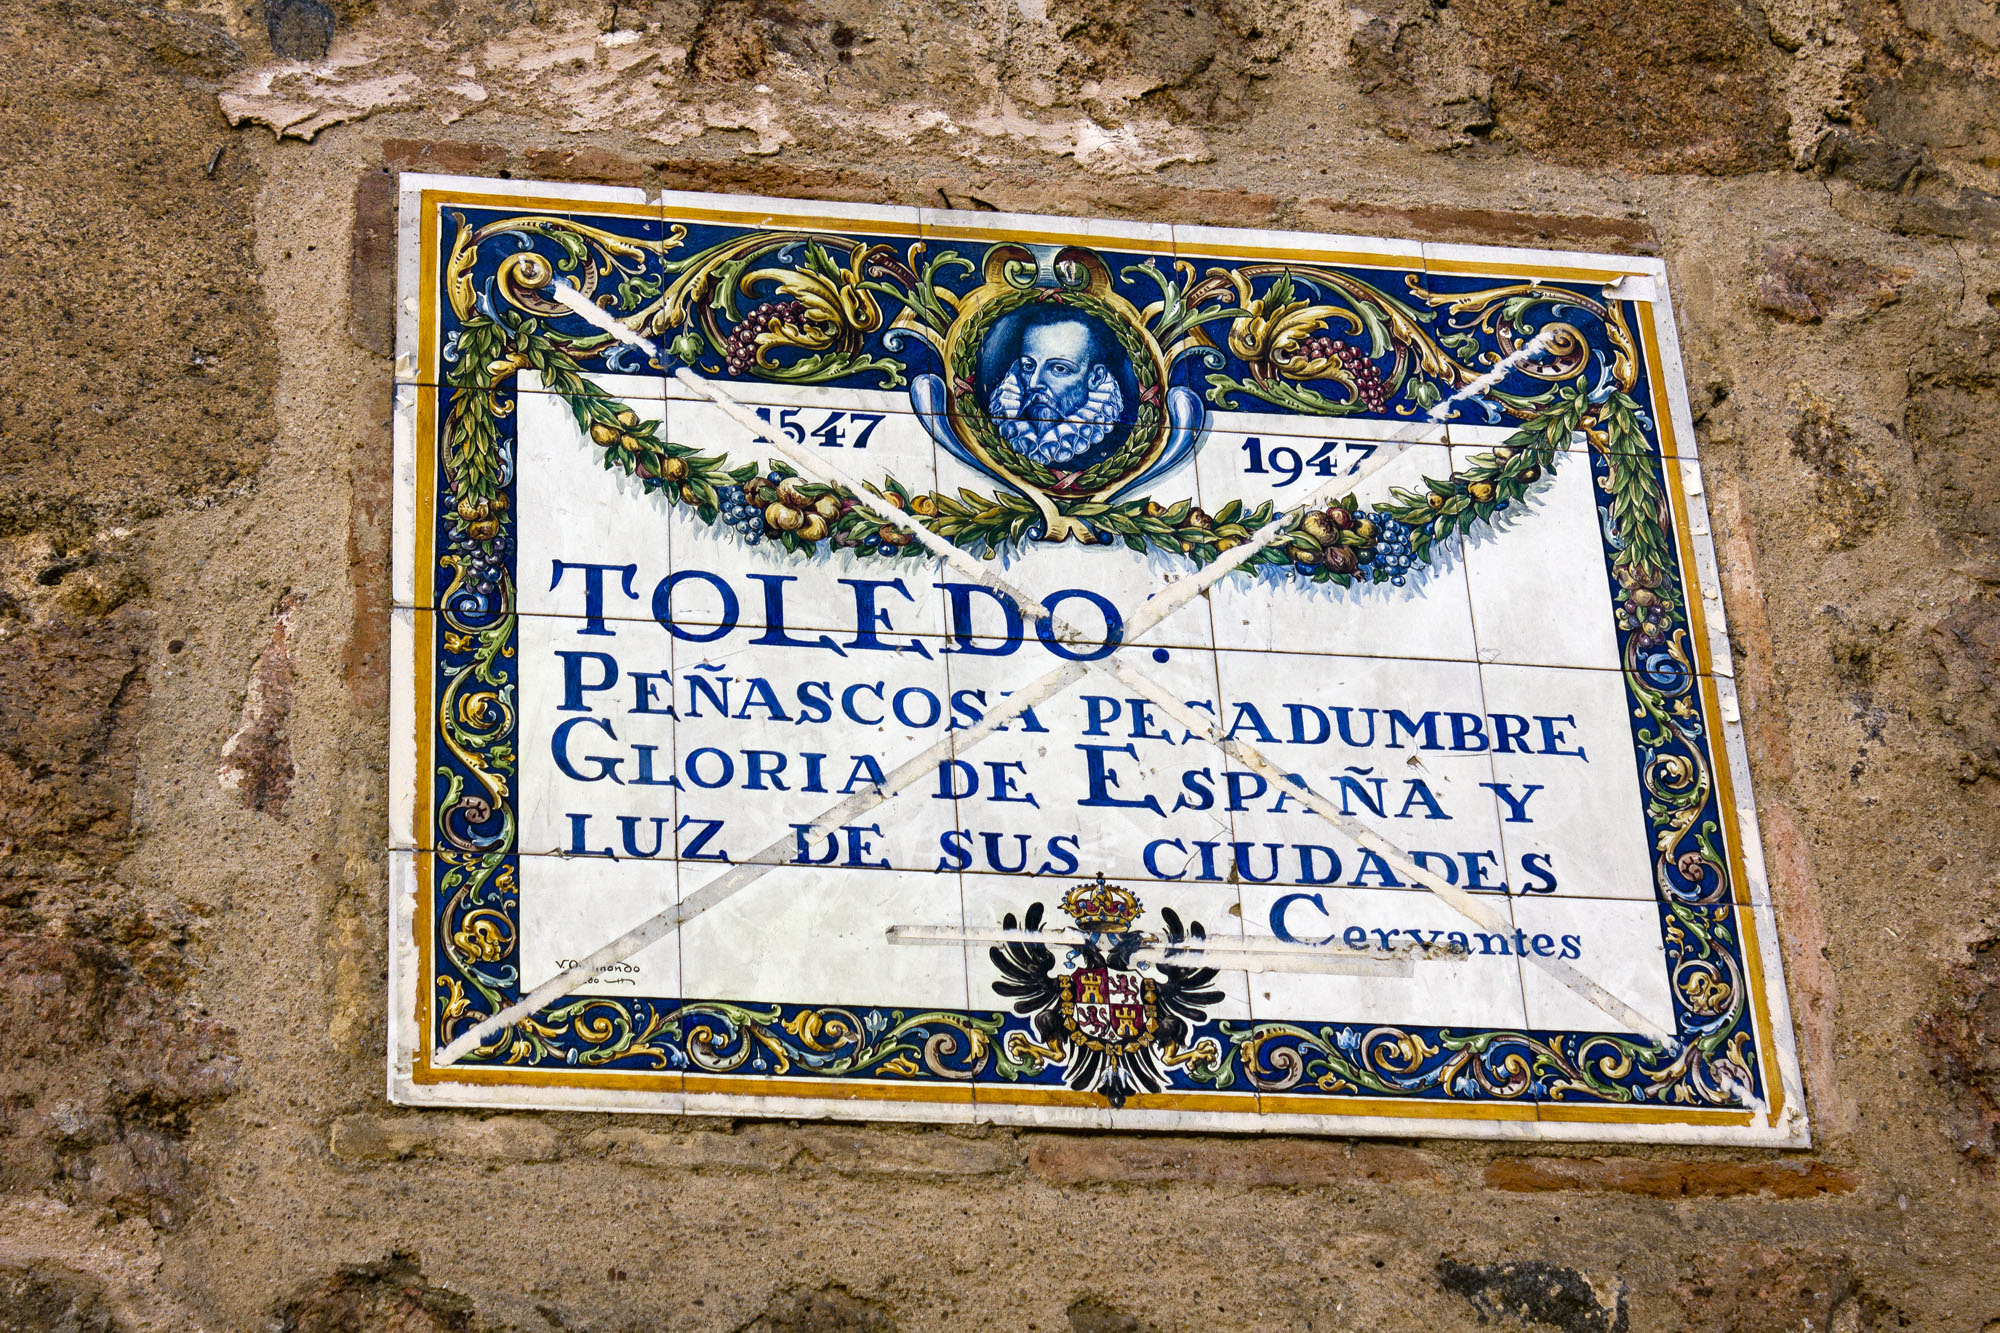 1547
1947
TOLEDO:
PEÑASCOSA PESADUMBRE
GLORIA DE ESPAÑA Y
LUZ DE SUS CIUDADES
Cervantes